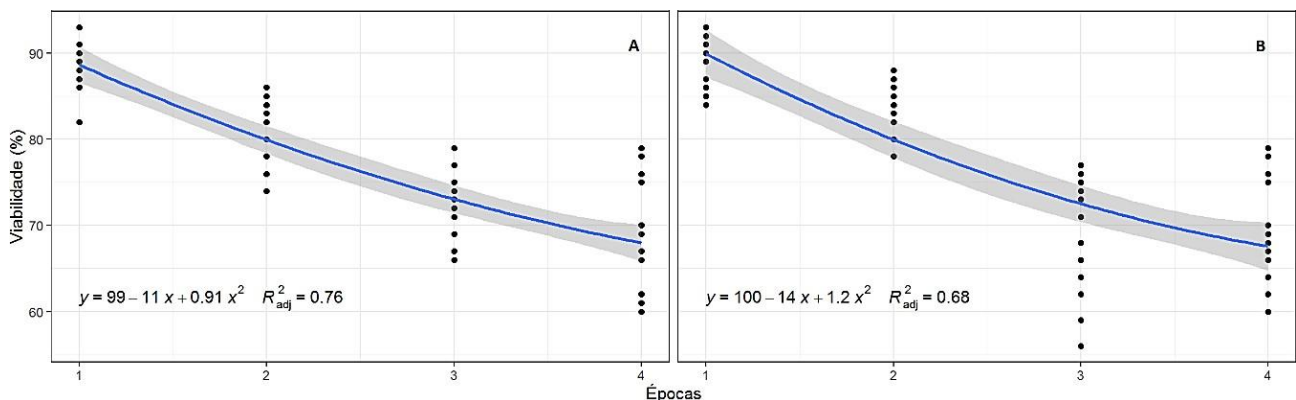 A
B
Viabilidade (%)
90
80
70
60
y = 99 − 11 x + 0.91 x² R²adj = 0.76
y = 100 − 14 x + 1.2 x² R²adj = 0.68
1 2 3 4
1 2 3 4
Épocas